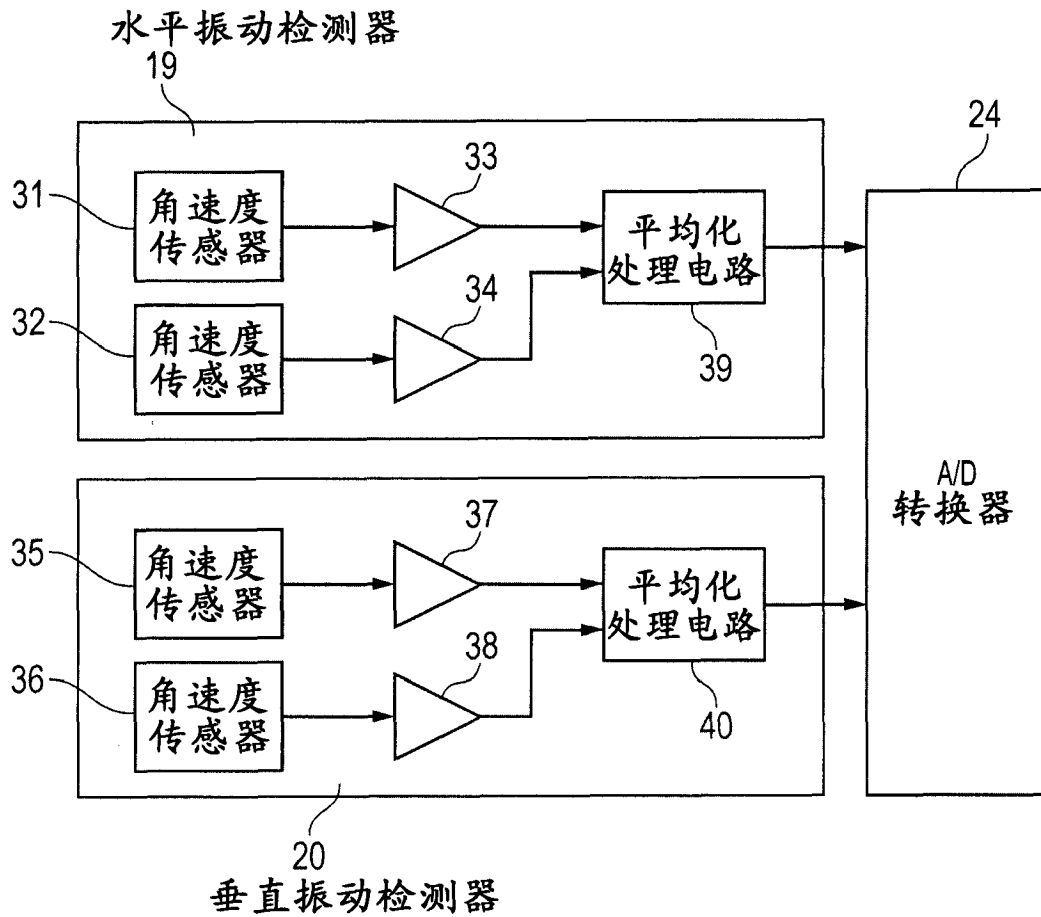 水平振动检测器
19
24
31
角速度
传感器
33
平均化
处理电路
39
32
角速度
传感器
34
A/D
转换器
35
角速度
传感器
37
平均化
处理电路
40
36
角速度
传感器
38
20
垂直振动检测器